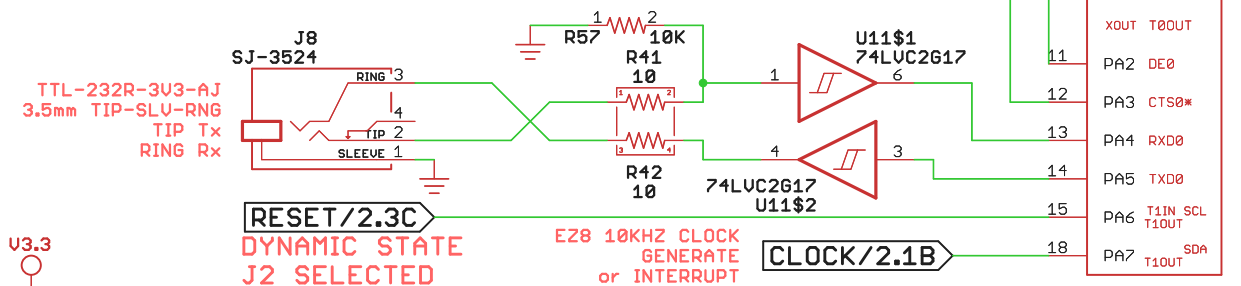 J8
SJ-3524
TTL-232R-3V3-AJ
3.5mm TIP-SLV-RNG
TIP Tx
RING Rx
RING 3
4
TIP 2
SLEEVE 1
1 2
R57 10K
R41
10
1 2
3 4
R42
10
U11$1
74LVC2G17
1 6
4 3
74LVC2G17
U11$2
XOUT T0OUT
11 PA2 DE0
12 PA3 CTS0*
13 PA4 RXD0
14 PA5 TXD0
15 PA6 T1IN SCL
T1OUT
18 PA7 T1OUT SDA
RESET/2.3C
DYNAMIC STATE
J2 SELECTED
EZ8 10KHZ CLOCK
GENERATE
or INTERRUPT
CLOCK/2.1B
V3.3